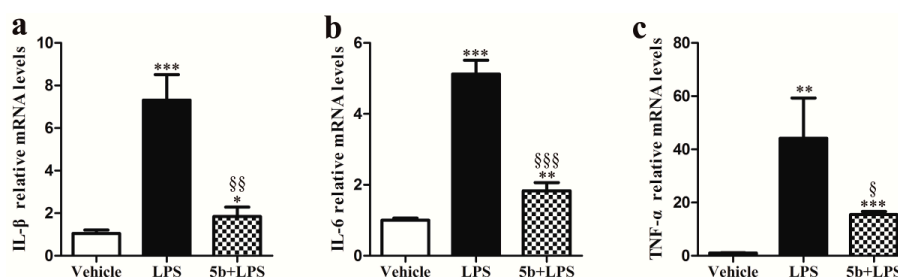 a
IL-β relative mRNA levels
10
8
6
4
2
0
***
§§
*
Vehicle LPS 5b+LPS
b
IL-6 relative mRNA levels
6
4
2
0
***
§§§
**
Vehicle LPS 5b+LPS
c
TNF-α relative mRNA levels
80
60
40
20
0
**
§
***
Vehicle LPS 5b+LPS